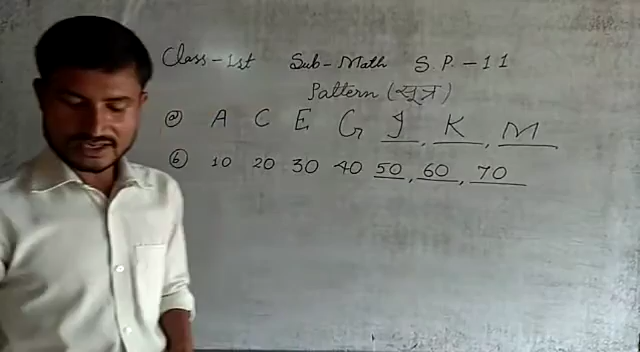 Class-1st Sub-Math S.P.-11
Pattern (सूत्र)
ⓐ A C E G I, K, M
ⓑ 10 20 30 40 50, 60, 70